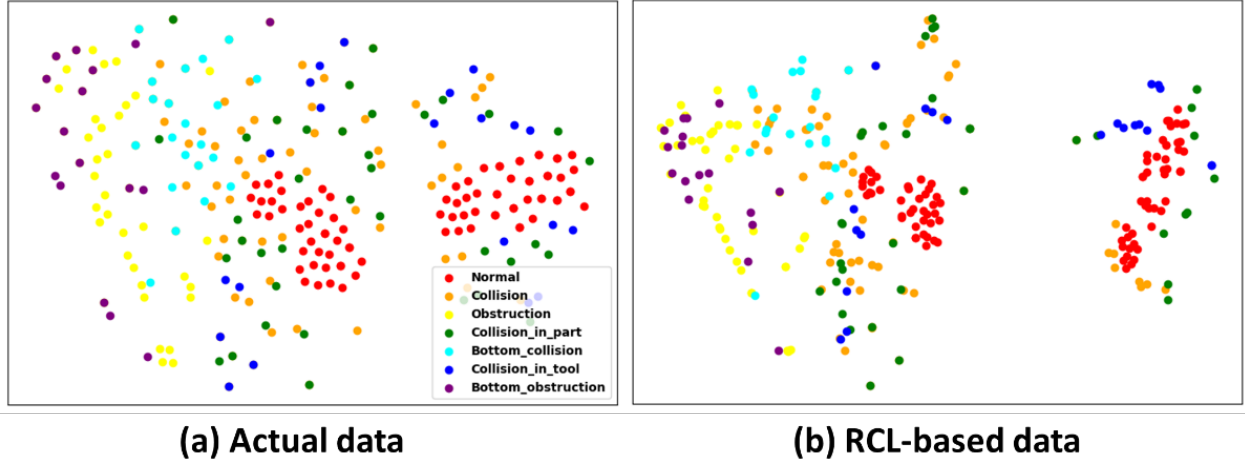 Normal
Collision
Obstruction
Collision_in_part
Bottom_collision
Collision_in_tool
Bottom_obstruction
(a) Actual data
(b) RCL-based data